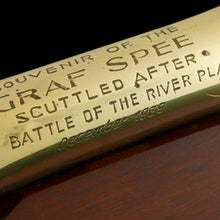 SOUVENIR OF THE
GRAF SPEE
SCUTTLED AFTER
BATTLE OF THE RIVER PLA
December 1939